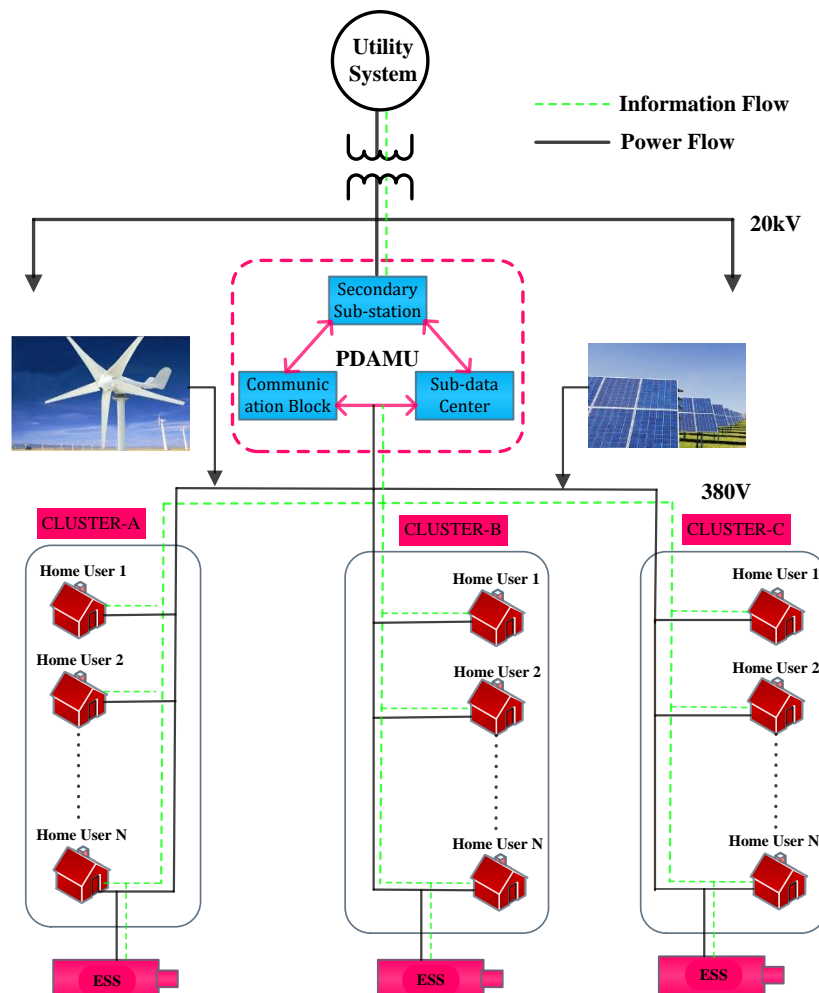 Utility
System
Information Flow
Power Flow
20kV
Secondary
Sub-station
PDAMU
Communic
ation Block
Sub-data
Center
380V
CLUSTER-A
CLUSTER-B
CLUSTER-C
Home User 1
Home User 2
Home User N
ESS
Home User 1
Home User 2
Home User N
ESS
Home User 1
Home User 2
Home User N
ESS